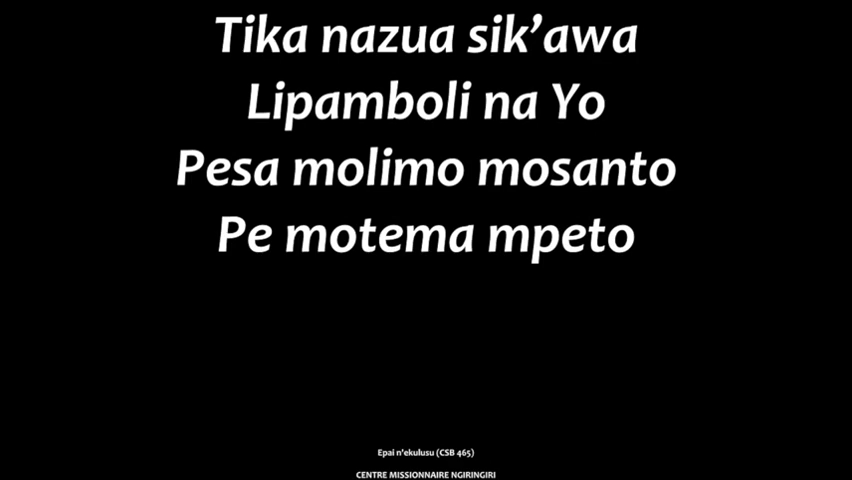 Tika nazua sik’awa
Lipamboli na Yo
Pesa molimo mosanto
Pe motema mpeto
Epai n'ekulusu (CSB 465)
CENTRE MISSIONNAIRE NGIRINGIRI